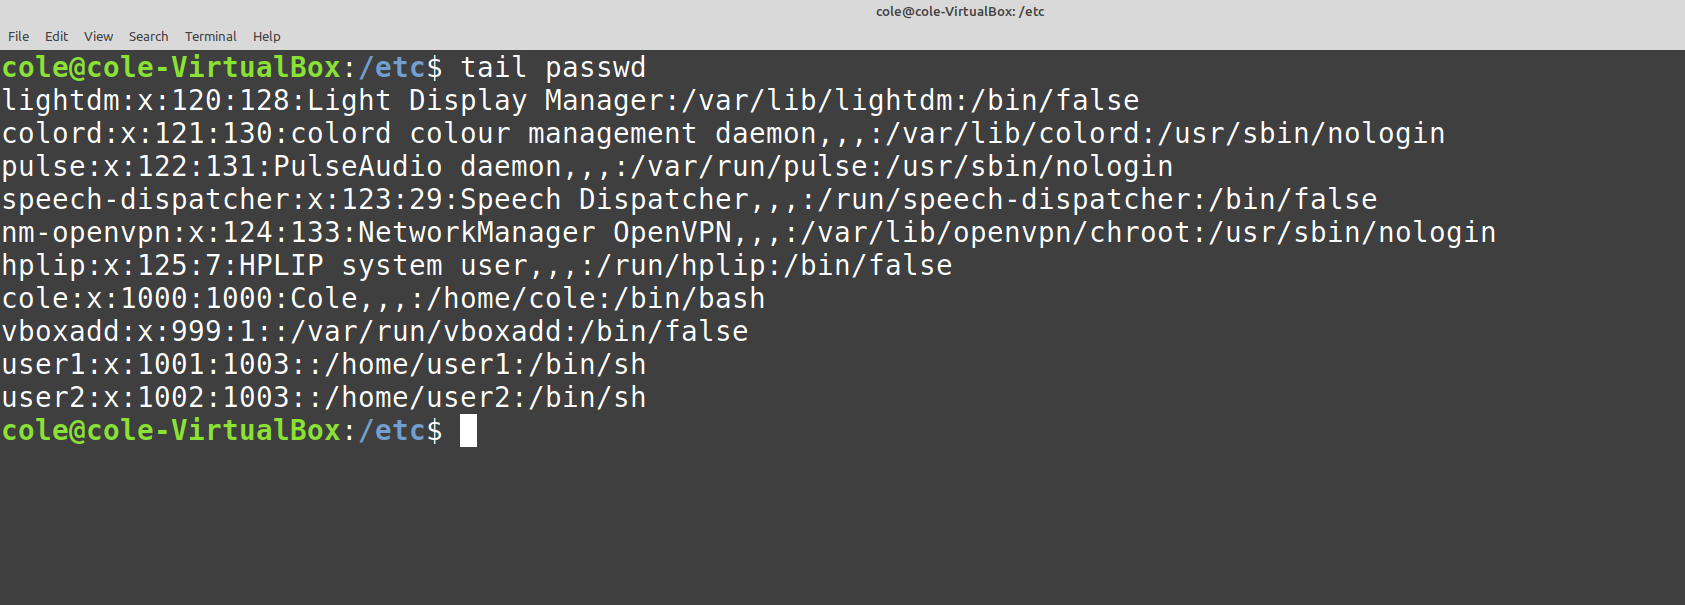 cole@cole-VirtualBox: /etc
File Edit View Search Terminal Help
cole@cole-VirtualBox:/etc$ tail passwd
lightdm:x:120:128:Light Display Manager:/var/lib/lightdm:/bin/false
colord:x:121:130:colord colour management daemon,,,:/var/lib/colord:/usr/sbin/nologin
pulse:x:122:131:PulseAudio daemon,,,:/var/run/pulse:/usr/sbin/nologin
speech-dispatcher:x:123:29:Speech Dispatcher,,,:/run/speech-dispatcher:/bin/false
nm-openvpn:x:124:133:NetworkManager OpenVPN,,,:/var/lib/openvpn/chroot:/usr/sbin/nologin
hplip:x:125:7:HPLIP system user,,,:/run/hplip:/bin/false
cole:x:1000:1000:Cole,,,:/home/cole:/bin/bash
vboxadd:x:999:1::/var/run/vboxadd:/bin/false
user1:x:1001:1003::/home/user1:/bin/sh
user2:x:1002:1003::/home/user2:/bin/sh
cole@cole-VirtualBox:/etc$